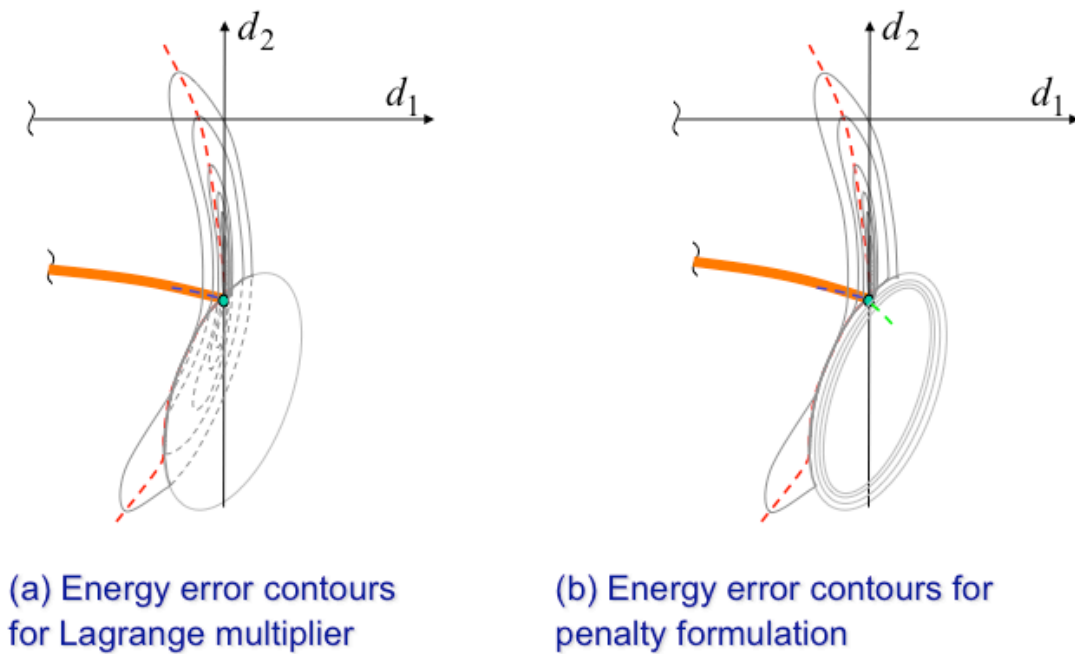 d₂
d₁
d₂
d₁
(a) Energy error contours
for Lagrange multiplier
(b) Energy error contours for
penalty formulation